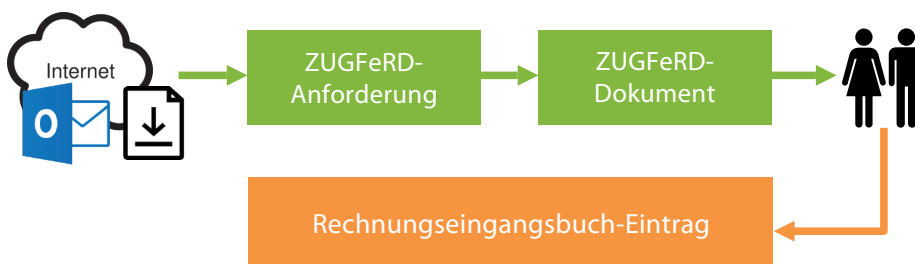 Internet
O
ZUGFeRD-
Anforderung
ZUGFeRD-
Dokument
Rechnungseingangsbuch-Eintrag